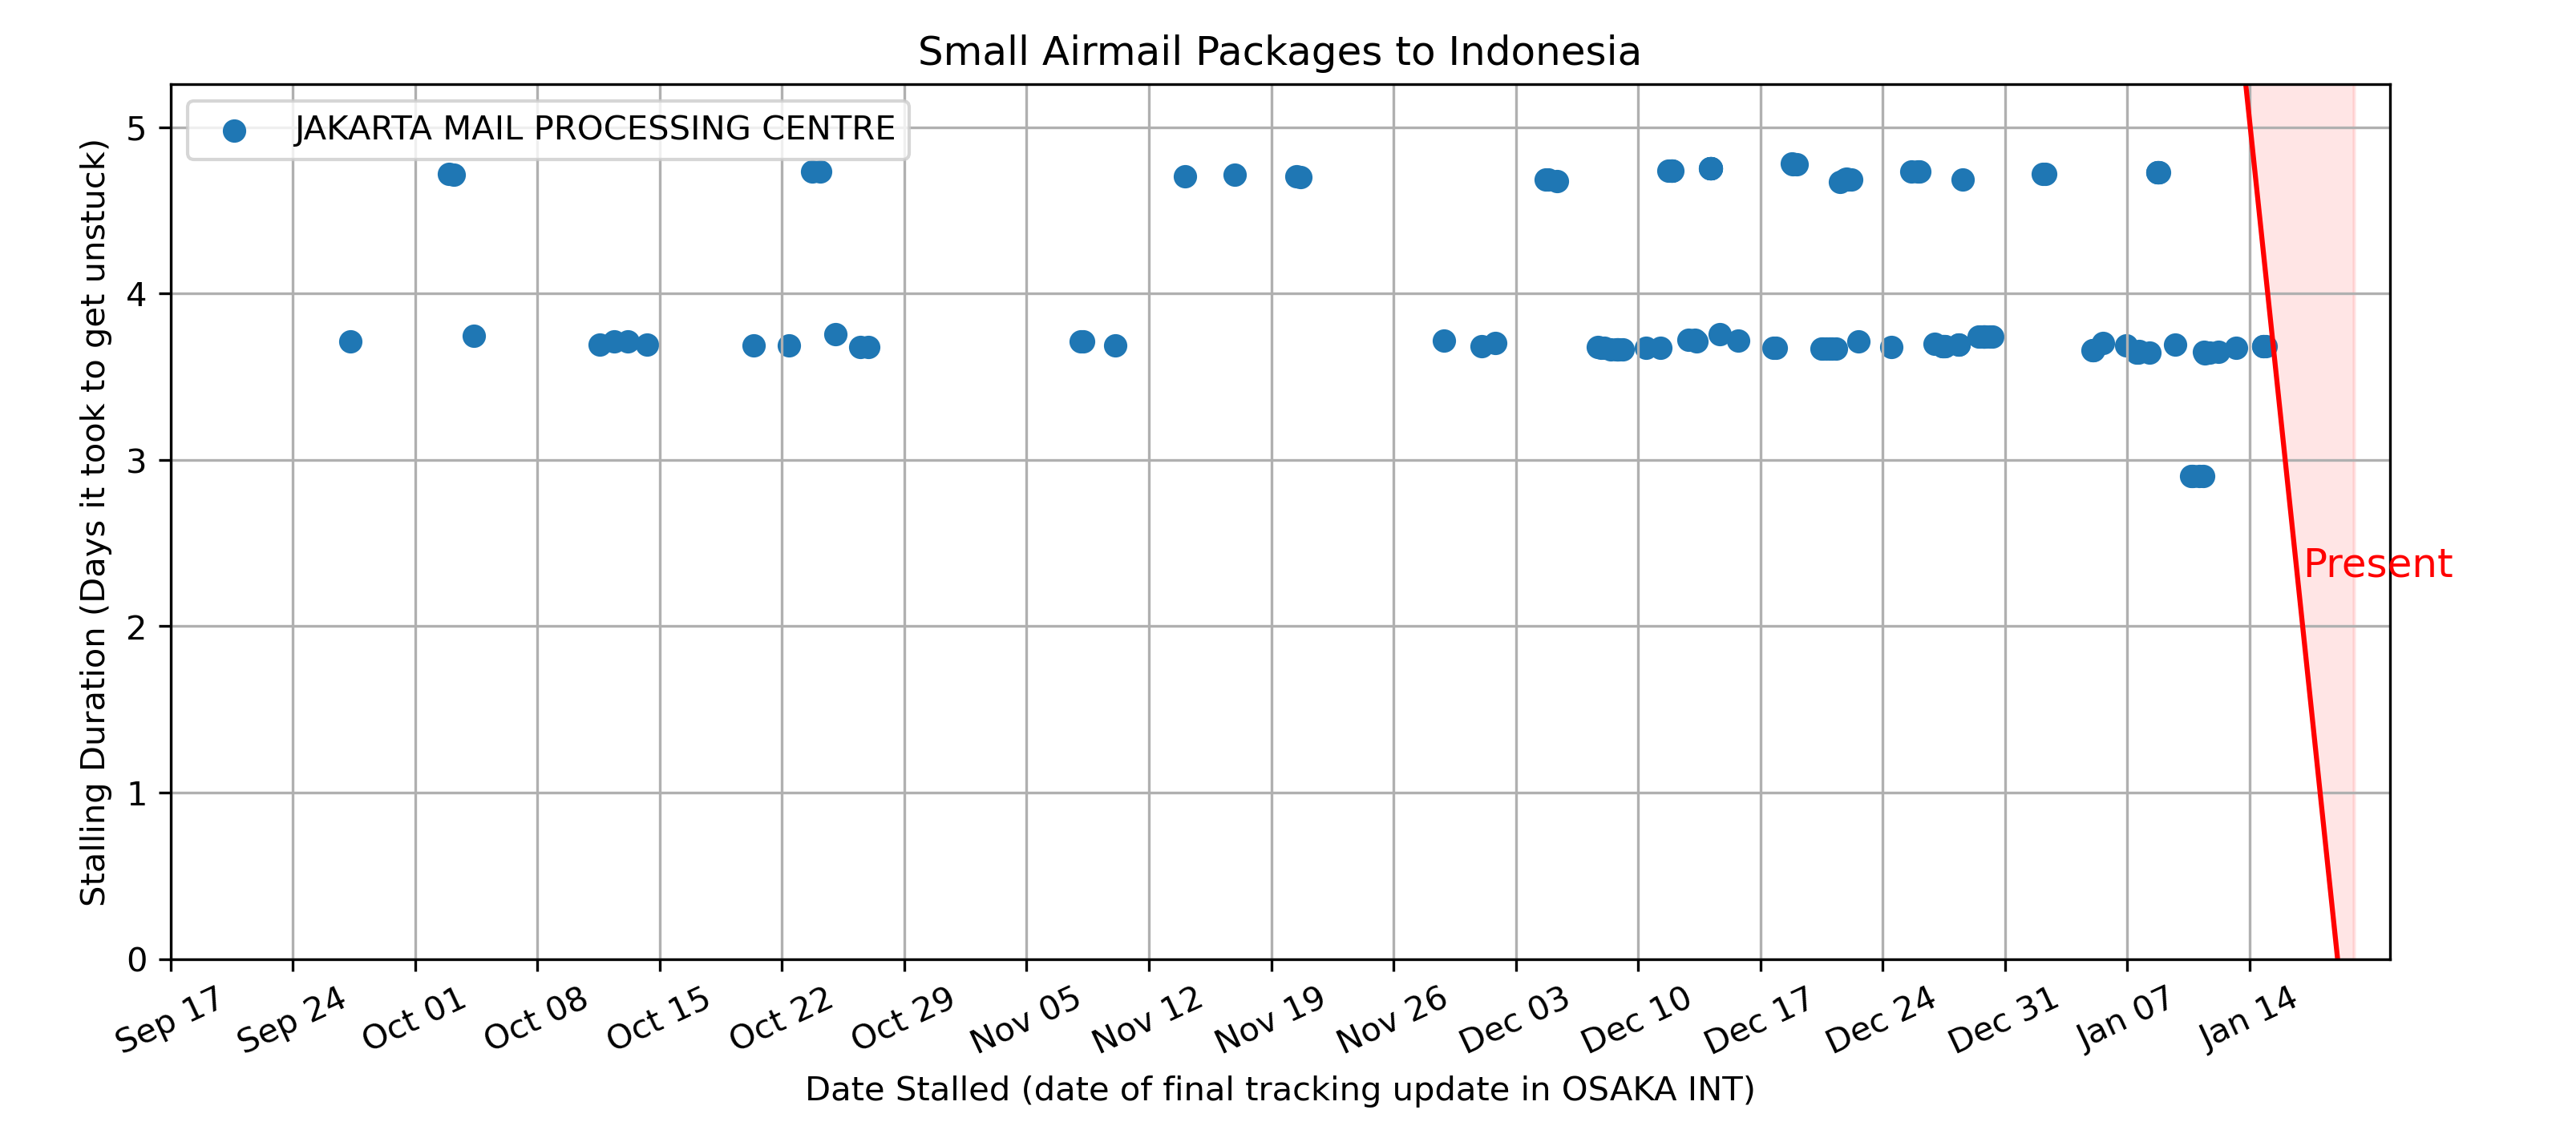 Small Airmail Packages to Indonesia
JAKARTA MAIL PROCESSING CENTRE
Stalling Duration (Days it took to get unstuck)
5
4
3
2
1
0
Present
Sep 17
Sep 24
Oct 01
Oct 08
Oct 15
Oct 22
Oct 29
Nov 05
Nov 12
Nov 19
Nov 26
Dec 03
Dec 10
Dec 17
Dec 24
Dec 31
Jan 07
Jan 14
Date Stalled (date of final tracking update in OSAKA INT)